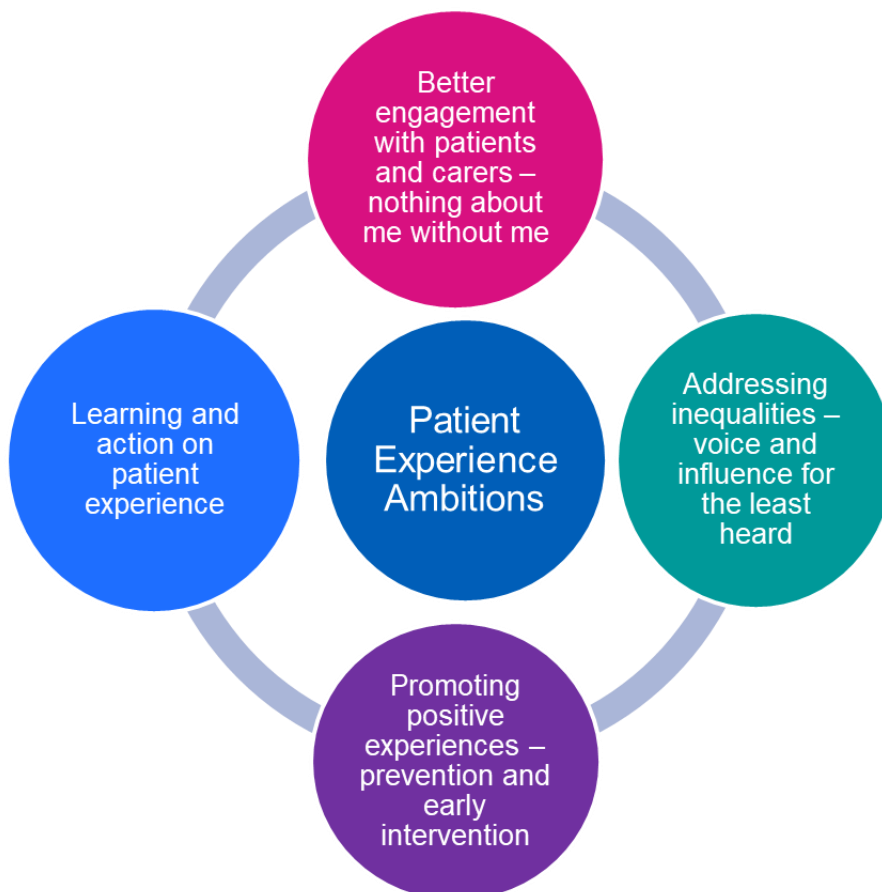 Better
engagement
with patients
and carers –
nothing about
me without me
Learning and
action on
patient
experience
Patient
Experience
Ambitions
Addressing
inequalities –
voice and
influence for
the least
heard
Promoting
positive
experiences –
prevention and
early
intervention